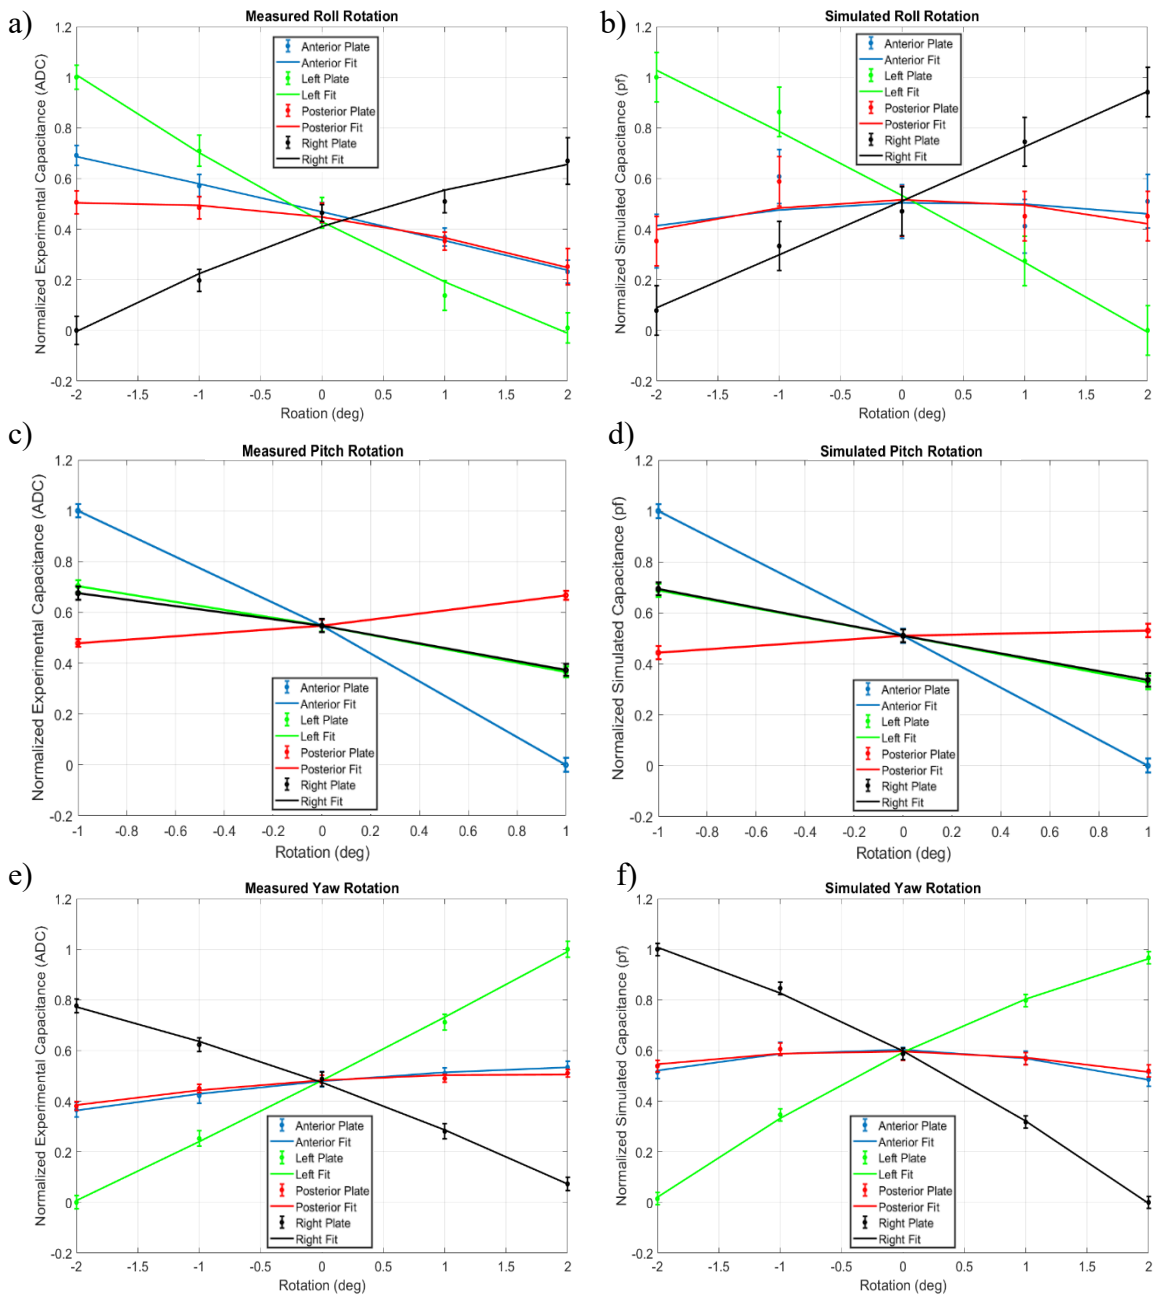 a)
Measured Roll Rotation
Normalized Experimental Capacitance (ADC)
1.2
1
0.8
0.6
0.4
0.2
0
-0.2
Anterior Plate
Anterior Fit
Left Plate
Left Fit
Posterior Plate
Posterior Fit
Right Plate
Right Fit
-2 -1.5 -1 -0.5 0 0.5 1 1.5 2
Roation (deg)
b)
Simulated Roll Rotation
Normalized Simulated Capacitance (pf)
1.2
1
0.8
0.6
0.4
0.2
0
-0.2
Anterior Plate
Anterior Fit
Left Plate
Left Fit
Posterior Plate
Posterior Fit
Right Plate
Right Fit
-2 -1.5 -1 -0.5 0 0.5 1 1.5 2
Rotation (deg)
c)
Measured Pitch Rotation
Normalized Experimental Capacitance (ADC)
1.2
1
0.8
0.6
0.4
0.2
0
-0.2
Anterior Plate
Anterior Fit
Left Plate
Left Fit
Posterior Plate
Posterior Fit
Right Plate
Right Fit
-1 -0.8 -0.6 -0.4 -0.2 0 0.2 0.4 0.6 0.8 1
Rotation (deg)
d)
Simulated Pitch Rotation
Normalized Simulated Capacitance (pf)
1.2
1
0.8
0.6
0.4
0.2
0
-0.2
Anterior Plate
Anterior Fit
Left Plate
Left Fit
Posterior Plate
Posterior Fit
Right Plate
Right Fit
-1 -0.8 -0.6 -0.4 -0.2 0 0.2 0.4 0.6 0.8 1
Rotation (deg)
e)
Measured Yaw Rotation
Normalized Experimental Capacitance (ADC)
1.2
1
0.8
0.6
0.4
0.2
0
-0.2
Anterior Plate
Anterior Fit
Left Plate
Left Fit
Posterior Plate
Posterior Fit
Right Plate
Right Fit
-2 -1.5 -1 -0.5 0 0.5 1 1.5 2
Rotation (deg)
f)
Simulated Yaw Rotation
Normalized Simulated Capacitance (pf)
1.2
1
0.8
0.6
0.4
0.2
0
-0.2
Anterior Plate
Anterior Fit
Left Plate
Left Fit
Posterior Plate
Posterior Fit
Right Plate
Right Fit
-2 -1.5 -1 -0.5 0 0.5 1 1.5 2
Rotation (deg)